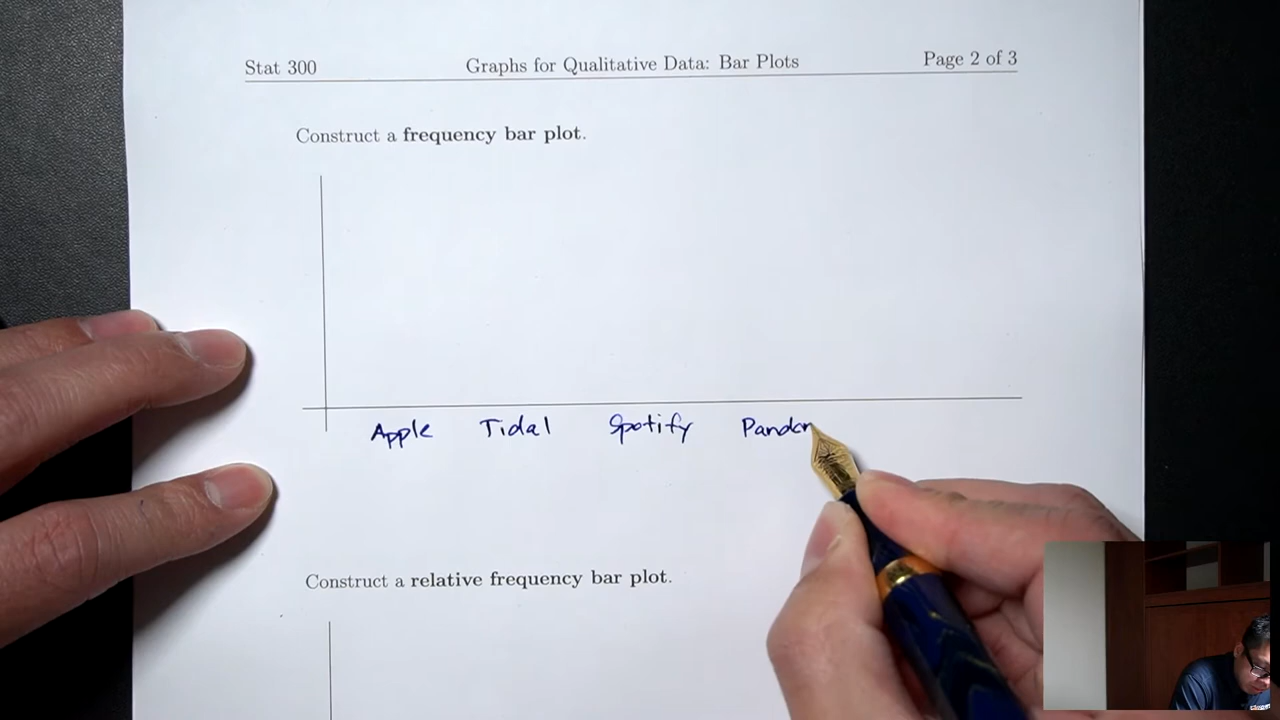 Stat 300 Graphs for Qualitative Data: Bar Plots Page 2 of 3
Construct a frequency bar plot.
Apple Tidal Spotify Pandor
Construct a relative frequency bar plot.